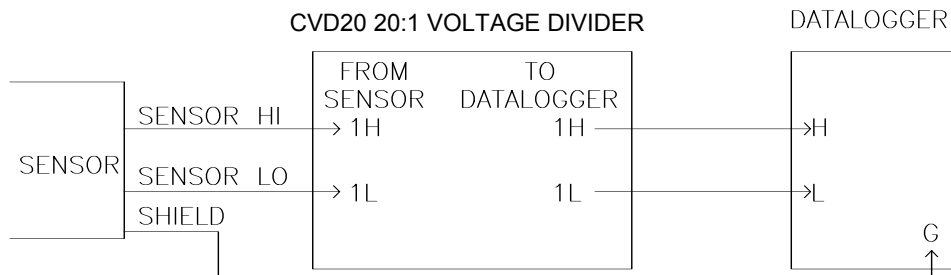 CVD20 20:1 VOLTAGE DIVIDER
DATALOGGER
FROM SENSOR
TO DATALOGGER
SENSOR
SENSOR HI
1H
1H
H
SENSOR LO
1L
1L
L
SHIELD
G